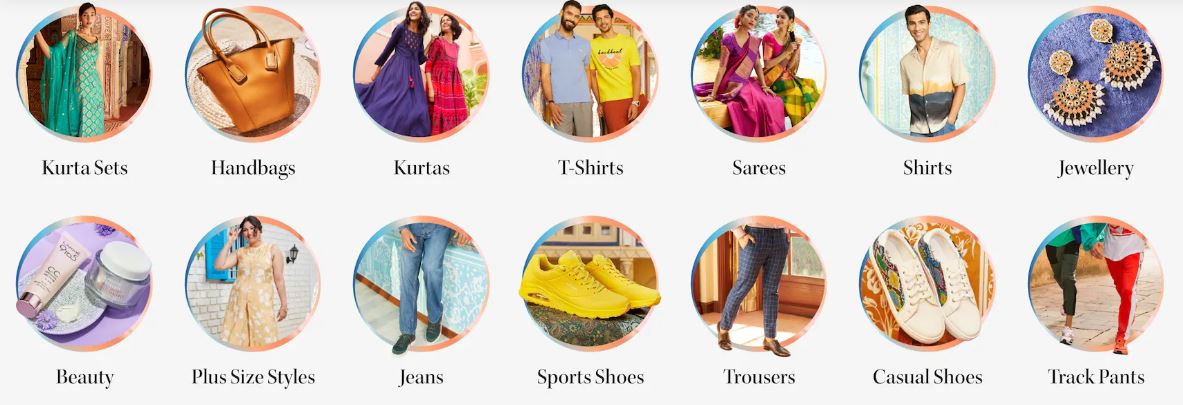 Kurta Sets
Handbags
Kurtas
T-Shirts
Sarees
Shirts
Jewellery
Beauty
Plus Size Styles
Jeans
Sports Shoes
Trousers
Casual Shoes
Track Pants